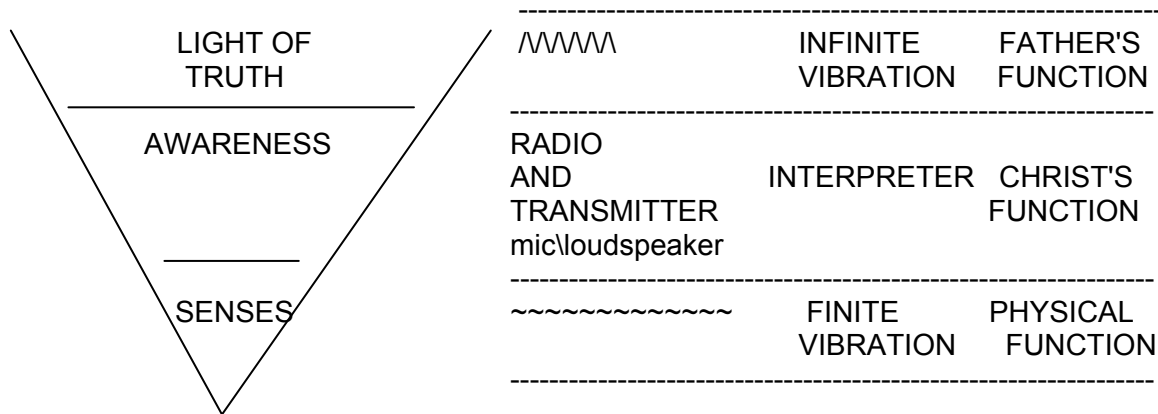 --------------------------------------------------------------------
LIGHT OF /\/\/\/\/\/\ INFINITE FATHER'S
TRUTH VIBRATION FUNCTION
--------------------------------------------------------------------
AWARENESS RADIO
AND INTERPRETER CHRIST'S
TRANSMITTER FUNCTION
mic\loudspeaker
--------------------------------------------------------------------
SENSES ~~~~~~~~~~~~~ FINITE PHYSICAL
VIBRATION FUNCTION
--------------------------------------------------------------------